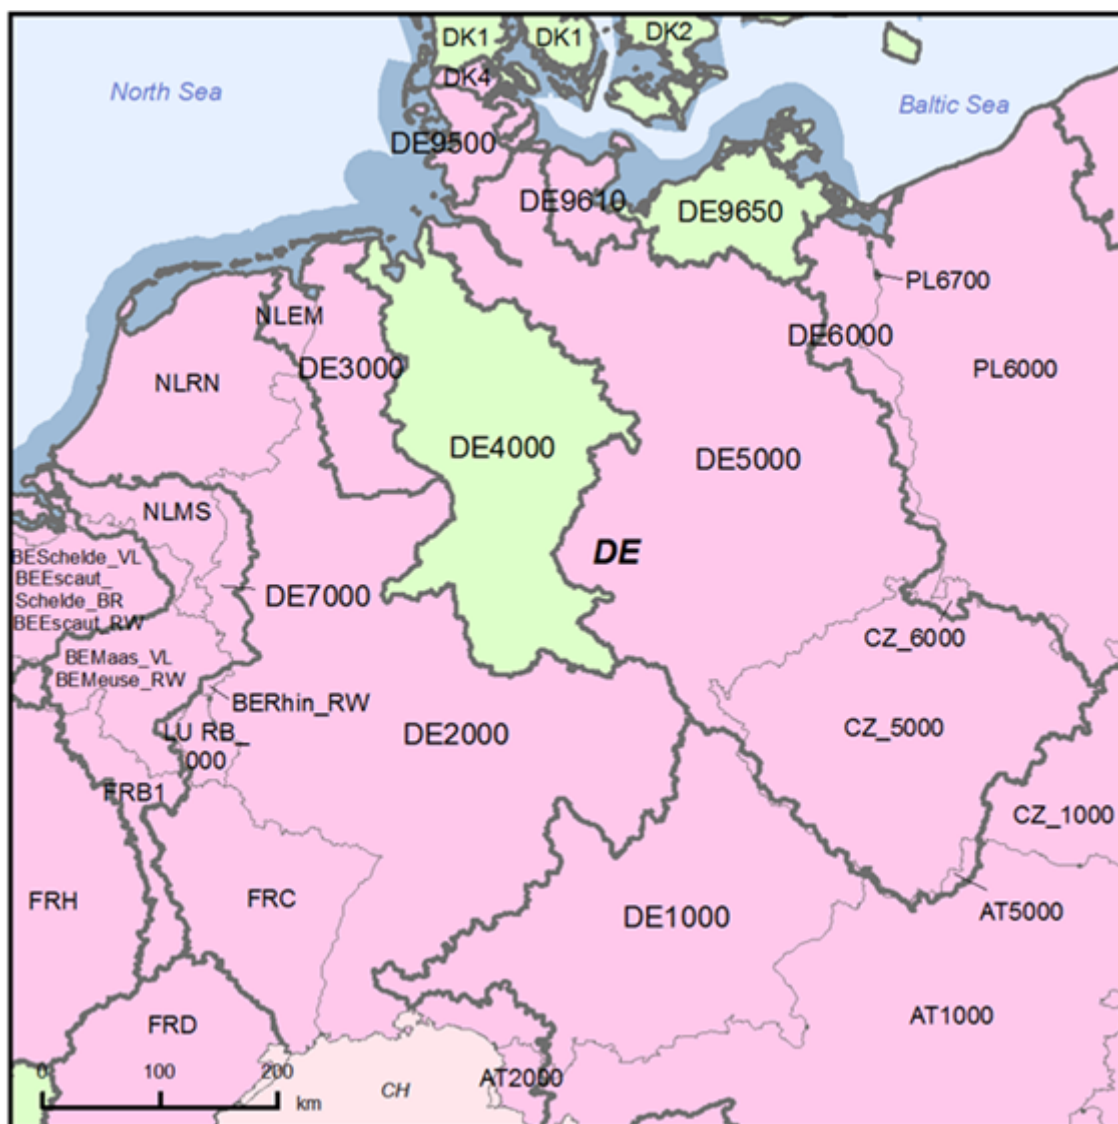 DK1
DK1
DK2
DK4
North Sea
Baltic Sea
DE9500
DE9610
DE9650
PL6700
NLEM
DE6000
DE3000
PL6000
NLRN
DE4000
DE5000
NLMS
DE
BESchelde_VL
BEEscaut_
Schelde_BR
BEEscaut_RW
DE7000
CZ_6000
BEMaas_VL
BEMeuse_RW
BERhin_RW
LU RB_
000
DE2000
CZ_5000
FRB1
CZ_1000
FRH
FRC
DE1000
AT5000
FRD
AT1000
0 100 200
km
AT2000
CH